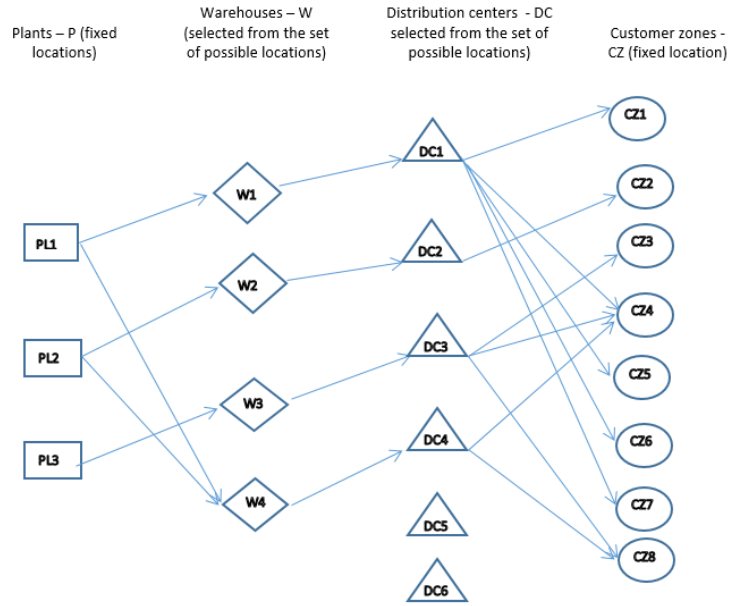 Plants – P (fixed
locations)
Warehouses – W
(selected from the set
of possible locations)
Distribution centers  - DC
selected from the set of
possible locations)
Customer zones -
CZ (fixed location)
PL1
PL2
PL3
W1
W2
W3
W4
DC1
DC2
DC3
DC4
DC5
DC6
CZ1
CZ2
CZ3
CZ4
CZ5
CZ6
CZ7
CZ8